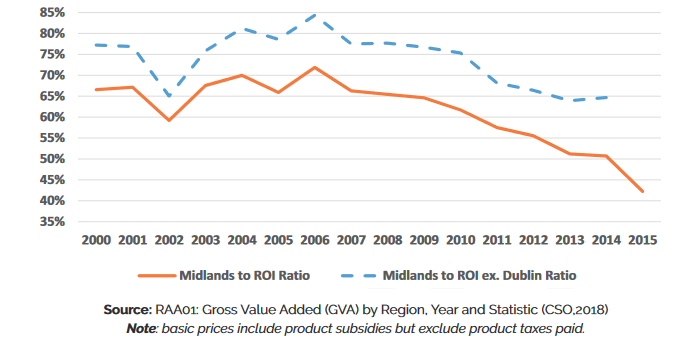 85%
80%
75%
70%
65%
60%
55%
50%
45%
40%
35%
2000 2001 2002 2003 2004 2005 2006 2007 2008 2009 2010 2011 2012 2013 2014 2015
Midlands to ROI Ratio Midlands to ROI ex. Dublin Ratio
Source: RAA01: Gross Value Added (GVA) by Region, Year and Statistic (CSO,2018)
Note: basic prices include product subsidies but exclude product taxes paid.